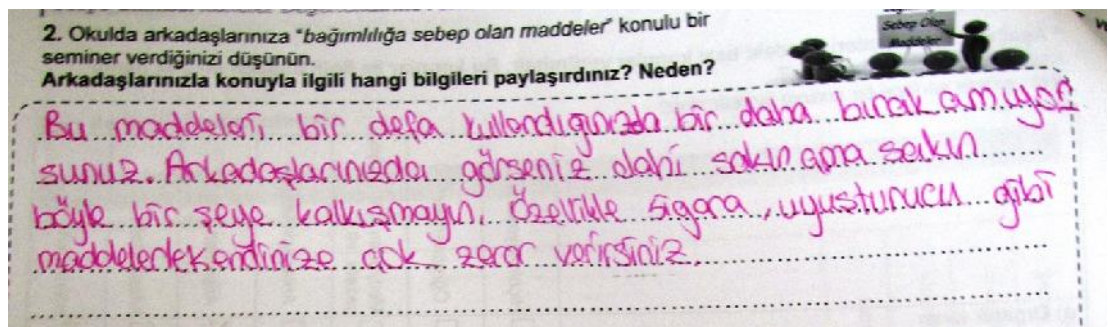 2. Okulda arkadaşlarınıza "bağımlılığa sebep olan maddeler" konulu bir
seminer verdiğinizi düşünün.
Arkadaşlarınızla konuyla ilgili hangi bilgileri paylaşırdınız? Neden?
Sebep Olan
Maddeler
Bu maddeleri bir defa kullandığınızda bir daha bırakamıyor
sunuz. Arkadaşlarınızda görseniz dahi sakın ama sakın
böyle bir şeye kalkışmayın. Özellikle sigara, uyuşturucu gibi
maddelerle kendinize çok zarar verirsiniz.